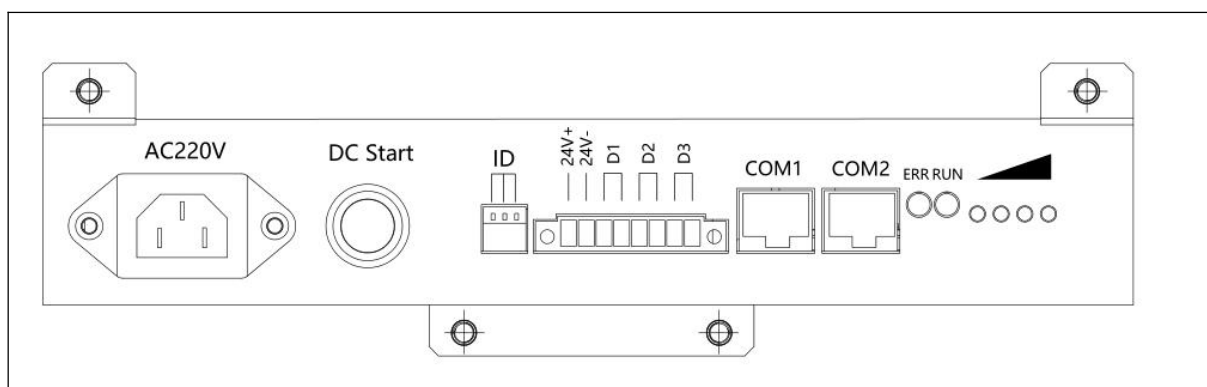 AC220V
DC Start
ID
24V+
24V-
D1
D2
D3
COM1
COM2
ERR RUN